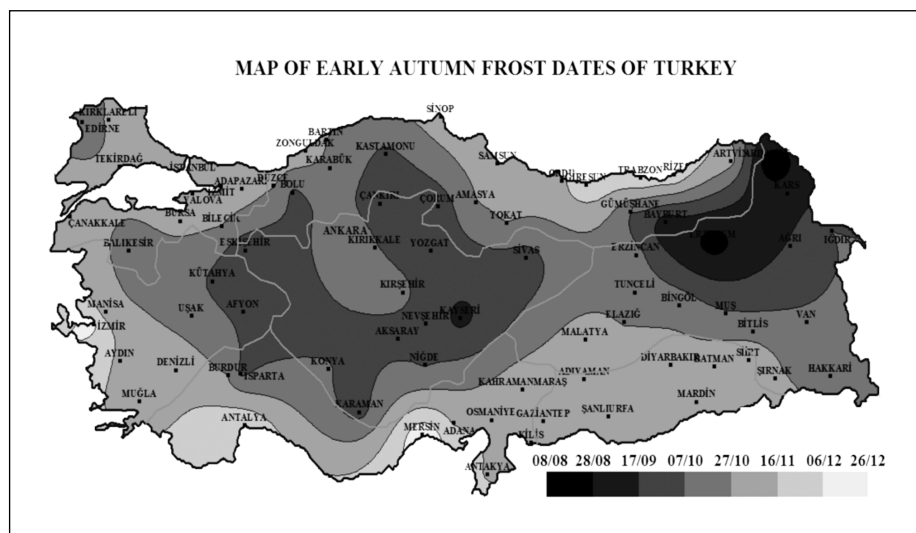 MAP OF EARLY AUTUMN FROST DATES OF TURKEY
SİNOP
KIRKLARELİ
EDİRNE
BARTIN
ZONGULDAK
KASTAMONU
TEKİRDAĞ
İSTANBUL
KARABÜK
SAMSUN
ARTVİN
RİZE
TRABZON
ORDU
GİRESUN
DÜZCE
ADAPAZARI
İZMİT
BOLU
YALOVA
KARS
ÇANKIRI
ÇORUM
AMASYA
GÜMÜŞHANE
BAYBURT
TOKAT
BURSA
BİLECİK
ÇANAKKALE
ANKARA
KIRIKKALE
YOZGAT
SİVAS
ERZİNCAN
AĞRI
IĞDIR
BALIKESİR
ESKİŞEHİR
KÜTAHYA
KIRŞEHİR
TUNCELİ
MANİSA
UŞAK
AFYON
KAYSERİ
NEVŞEHİR
BİNGÖL
MUŞ
VAN
İZMİR
AKSARAY
ELAZIĞ
BİTLİS
MALATYA
AYDIN
DENİZLİ
BURDUR
ISPARTA
KONYA
NİĞDE
DİYARBAKIR
BATMAN
SİİRT
ŞIRNAK
HAKKARİ
ADIYAMAN
KAHRAMANMARAŞ
MUĞLA
KARAMAN
MARDİN
ANTALYA
MERSİN
ADANA
OSMANİYE
GAZİANTEP
ŞANLIURFA
KİLİS
ANTAKYA
08/08 28/08 17/09 07/10 27/10 16/11 06/12 26/12